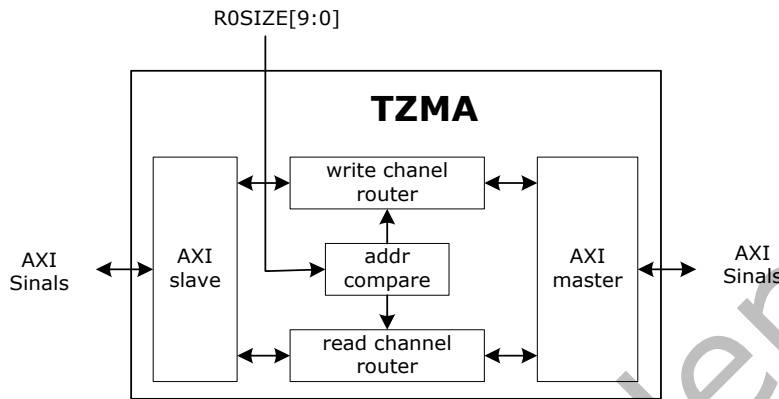 R0SIZE[9:0]
TZMA
write chanel
router
AXI
Sinals
AXI
slave
addr
compare
AXI
master
AXI
Sinals
read channel
router